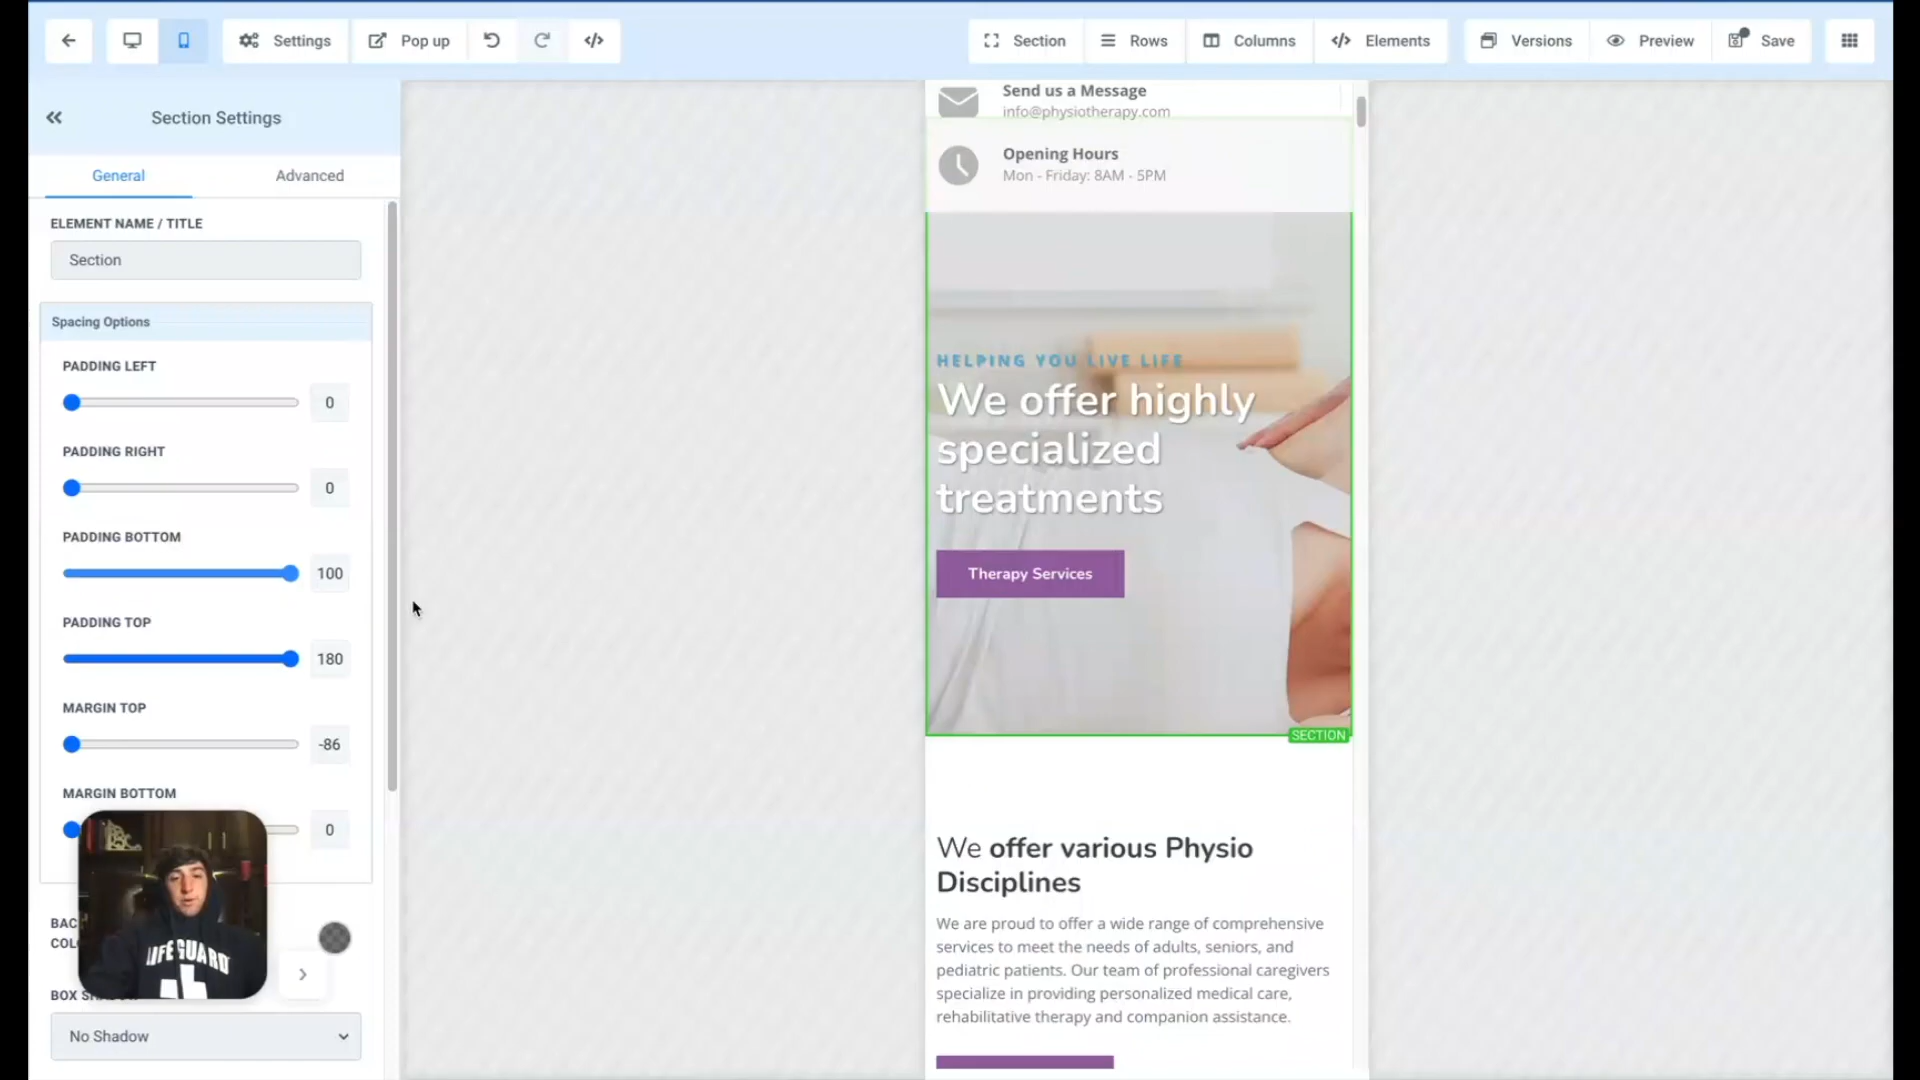 Settings
Pop up
Section
Rows
Columns
Elements
Versions
Preview
Save
Section Settings
General
Advanced
ELEMENT NAME / TITLE
Section
Spacing Options
PADDING LEFT
0
PADDING RIGHT
0
PADDING BOTTOM
100
PADDING TOP
180
MARGIN TOP
-86
MARGIN BOTTOM
0
BAC
COL
BOX SHADOW
No Shadow
LIFEGUARD
Send us a Message
info@physiotherapy.com
Opening Hours
Mon - Friday: 8AM - 5PM
HELPING YOU LIVE LIFE
We offer highly
specialized
treatments
Therapy Services
SECTION
We offer various Physio
Disciplines
We are proud to offer a wide range of comprehensive
services to meet the needs of adults, seniors, and
pediatric patients. Our team of professional caregivers
specialize in providing personalized medical care,
rehabilitative therapy and companion assistance.